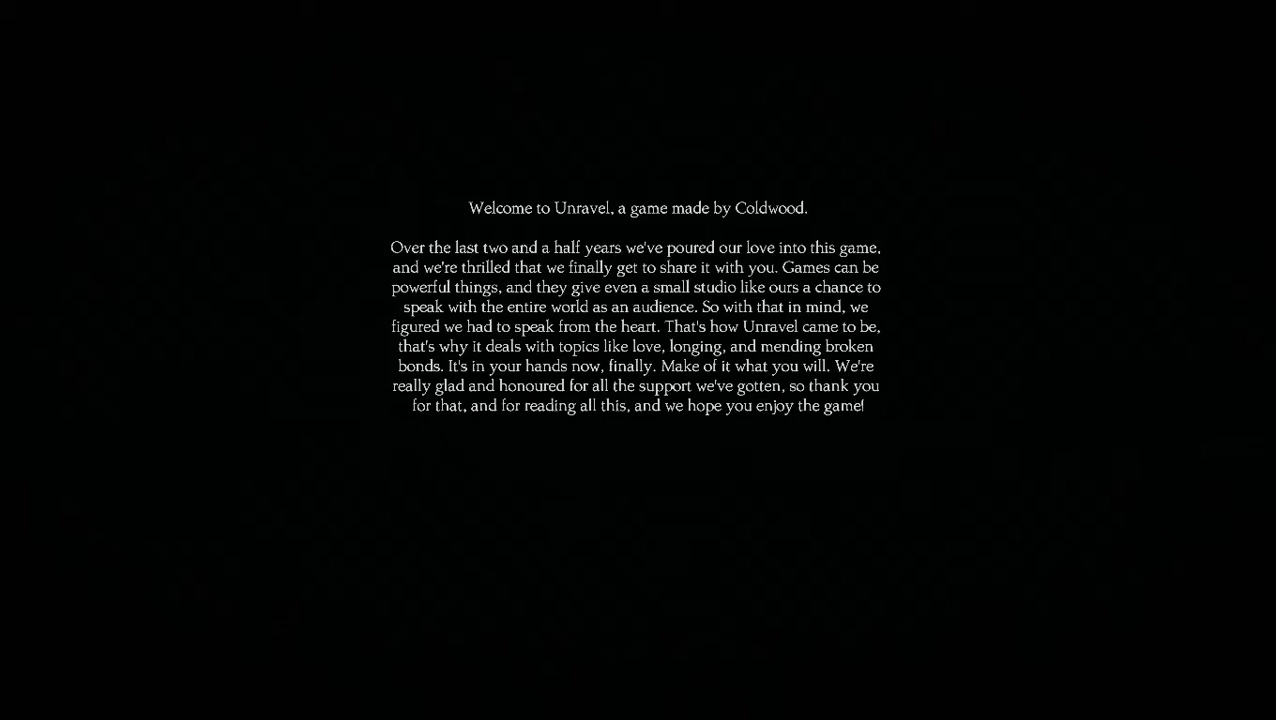 Welcome to Unravel, a game made by Coldwood.
Over the last two and a half years we've poured our love into this game,
and we're thrilled that we finally get to share it with you. Games can be
powerful things, and they give even a small studio like ours a chance to
speak with the entire world as an audience. So with that in mind, we
figured we had to speak from the heart. That's how Unravel came to be,
that's why it deals with topics like love, longing, and mending broken
bonds. It's in your hands now, finally. Make of it what you will. We're
really glad and honoured for all the support we've gotten, so thank you
for that, and for reading all this, and we hope you enjoy the game!